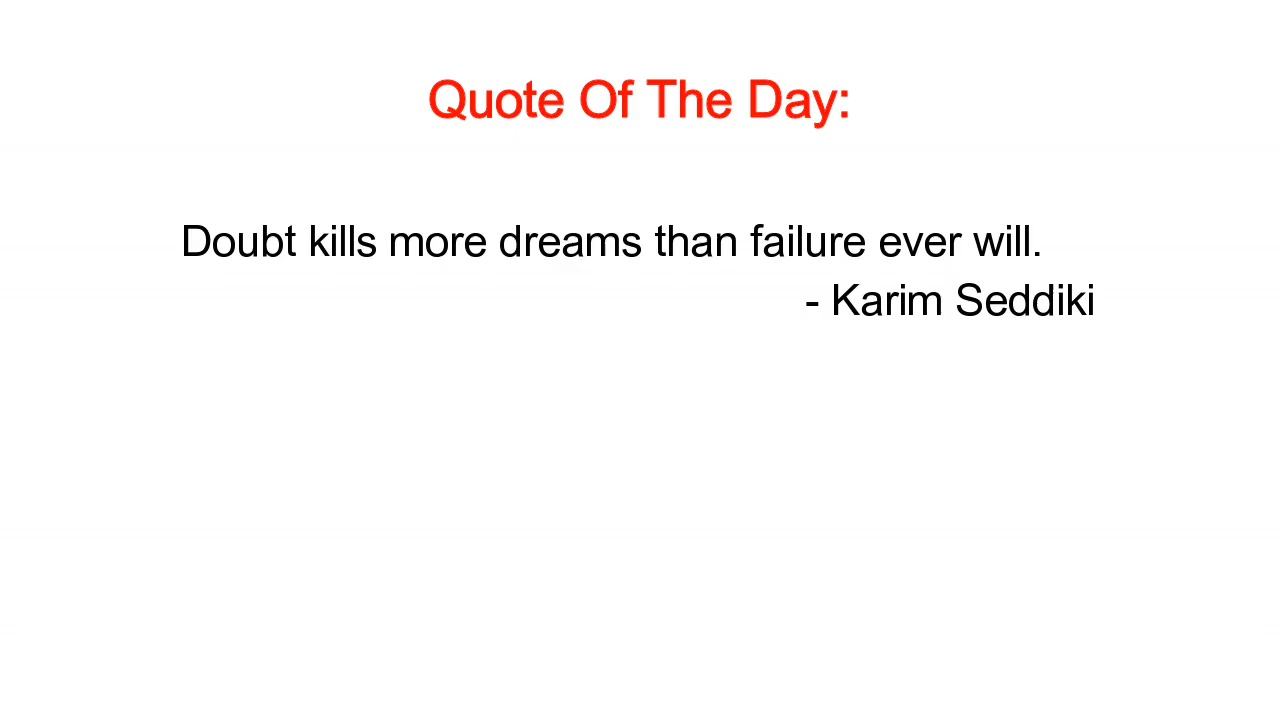 Quote Of The Day:
Doubt kills more dreams than failure ever will.
- Karim Seddiki